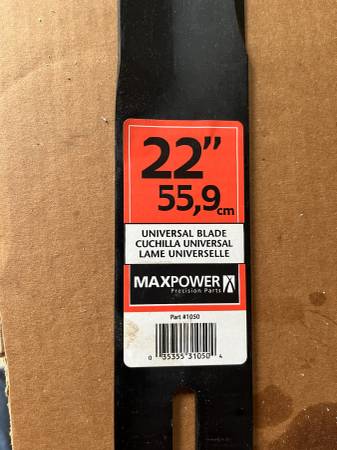 22”
55,9cm
UNIVERSAL BLADE
CUCHILLA UNIVERSAL
LAME UNIVERSELLE
MAXPOWER
Precision Parts
Part #1050
0 35355 31050 4